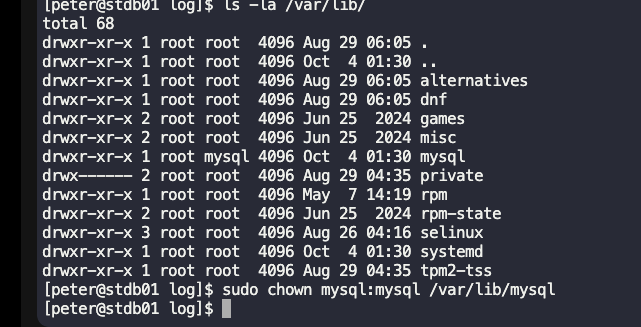 [peter@stdb01 log]$ ls -la /var/lib/
total 68
drwxr-xr-x 1 root root  4096 Aug 29 06:05 .
drwxr-xr-x 1 root root  4096 Oct  4 01:30 ..
drwxr-xr-x 1 root root  4096 Aug 29 06:05 alternatives
drwxr-xr-x 1 root root  4096 Aug 29 06:05 dnf
drwxr-xr-x 2 root root  4096 Jun 25  2024 games
drwxr-xr-x 2 root root  4096 Jun 25  2024 misc
drwxr-xr-x 1 root mysql 4096 Oct  4 01:30 mysql
drwx------ 2 root root  4096 Aug 29 04:35 private
drwxr-xr-x 1 root root  4096 May  7 14:19 rpm
drwxr-xr-x 2 root root  4096 Jun 25  2024 rpm-state
drwxr-xr-x 3 root root  4096 Aug 26 04:16 selinux
drwxr-xr-x 1 root root  4096 Oct  4 01:30 systemd
drwxr-xr-x 1 root root  4096 Aug 29 04:35 tpm2-tss
[peter@stdb01 log]$ sudo chown mysql:mysql /var/lib/mysql
[peter@stdb01 log]$